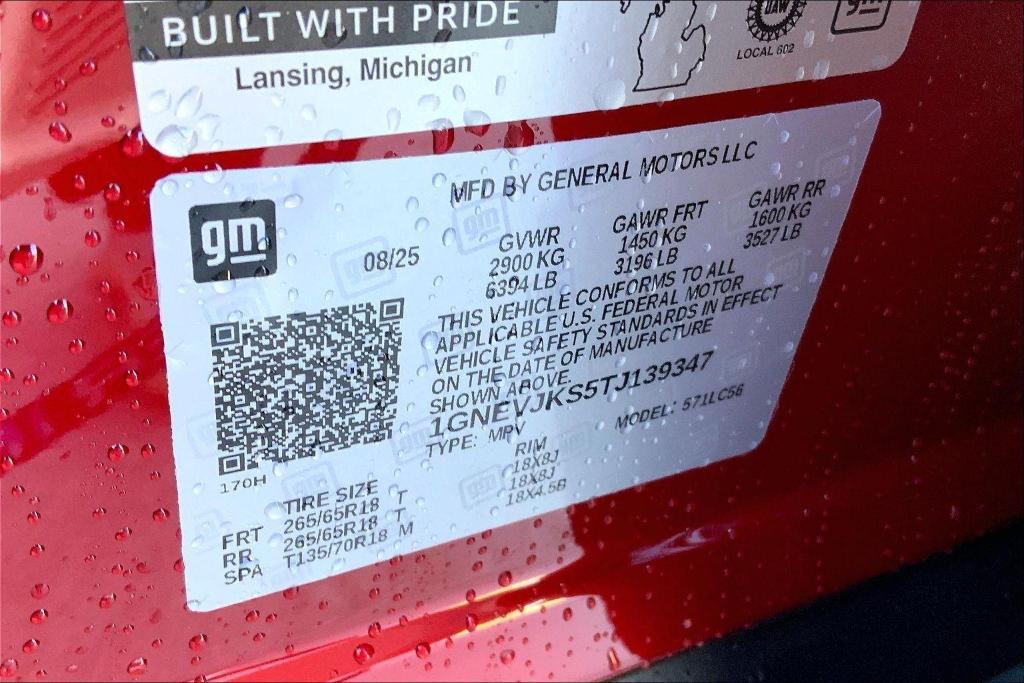 BUILT WITH PRIDE
Lansing, Michigan
UAW
LOCAL 602
gm
MFD BY GENERAL MOTORS LLC
gm
08/25
GVWR GAWR FRT GAWR RR
2900 KG 1450 KG 1600 KG
6394 LB 3196 LB 3527 LB
THIS VEHICLE CONFORMS TO ALL
APPLICABLE U.S. FEDERAL MOTOR
VEHICLE SAFETY STANDARDS IN EFFECT
ON THE DATE OF MANUFACTURE
SHOWN ABOVE.
1GNEVJKS5TJ139347
TYPE: MPV MODEL: 571LC56
170H
TIRE SIZE RIM
FRT 265/65R18 T 18X8J
RR 265/65R18 T 18X8J
SPA T135/70R18 M 18X4.5B